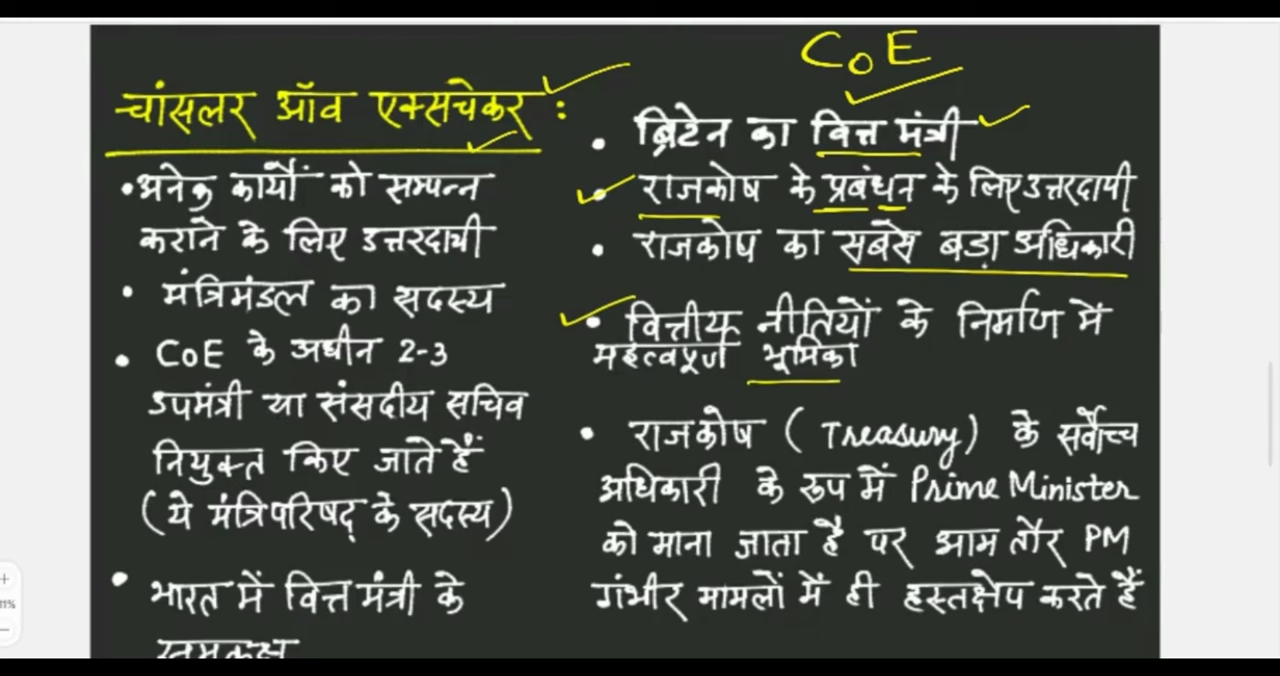 चांसलर ऑव एक्सचेकर :
• अनेक कार्यों को सम्पन्न
कराने के लिए उत्तरदायी
• मंत्रिमंडल का सदस्य
• CoE के अधीन 2-3
उपमंत्री या संसदीय सचिव
नियुक्त किए जाते हैं
(ये मंत्रिपरिषद् के सदस्य)
• भारत में वित्त मंत्री के
CoE
• ब्रिटेन का वित्त मंत्री
• राजकोष के प्रबंधन के लिए उत्तरदायी
• राजकोष का सबसे बड़ा अधिकारी
• वित्तीय नीतियों के निर्माण में
महत्वपूर्ण भूमिका
• राजकोष (Treasury) के सर्वोच्च
अधिकारी के रूप में Prime Minister
को माना जाता है पर आम तौर PM
गंभीर मामलों में ही हस्तक्षेप करते हैं